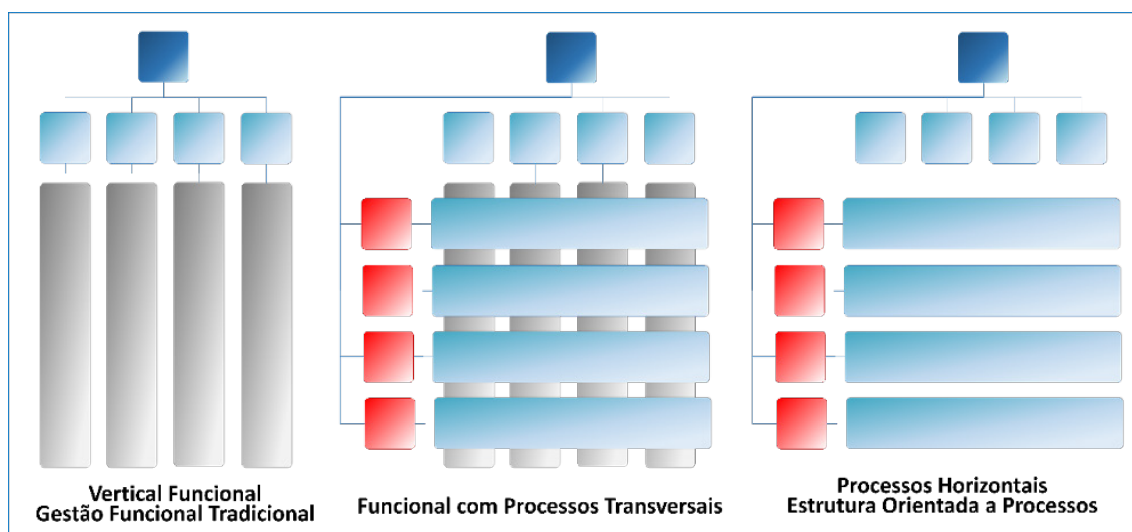 Vertical Funcional
Gestão Funcional Tradicional
Funcional com Processos Transversais
Processos Horizontais
Estrutura Orientada a Processos